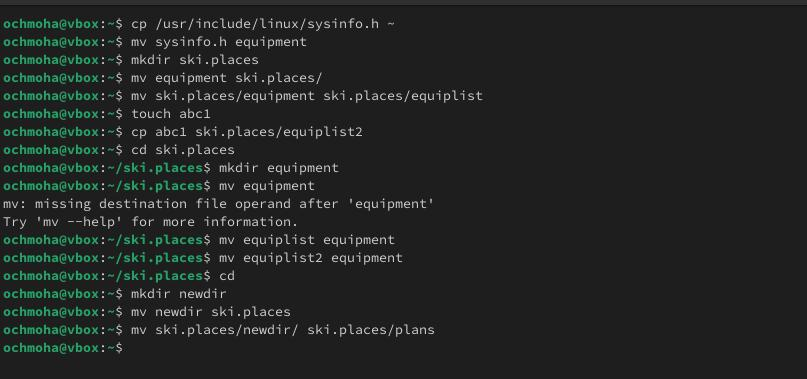 ochmoha@vbox:~$ cp /usr/include/linux/sysinfo.h ~
ochmoha@vbox:~$ mv sysinfo.h equipment
ochmoha@vbox:~$ mkdir ski.places
ochmoha@vbox:~$ mv equipment ski.places/
ochmoha@vbox:~$ mv ski.places/equipment ski.places/equiplist
ochmoha@vbox:~$ touch abc1
ochmoha@vbox:~$ cp abc1 ski.places/equiplist2
ochmoha@vbox:~$ cd ski.places
ochmoha@vbox:~/ski.places$ mkdir equipment
ochmoha@vbox:~/ski.places$ mv equipment
mv: missing destination file operand after 'equipment'
Try 'mv --help' for more information.
ochmoha@vbox:~/ski.places$ mv equiplist equipment
ochmoha@vbox:~/ski.places$ mv equiplist2 equipment
ochmoha@vbox:~/ski.places$ cd
ochmoha@vbox:~$ mkdir newdir
ochmoha@vbox:~$ mv newdir ski.places
ochmoha@vbox:~$ mv ski.places/newdir/ ski.places/plans
ochmoha@vbox:~$